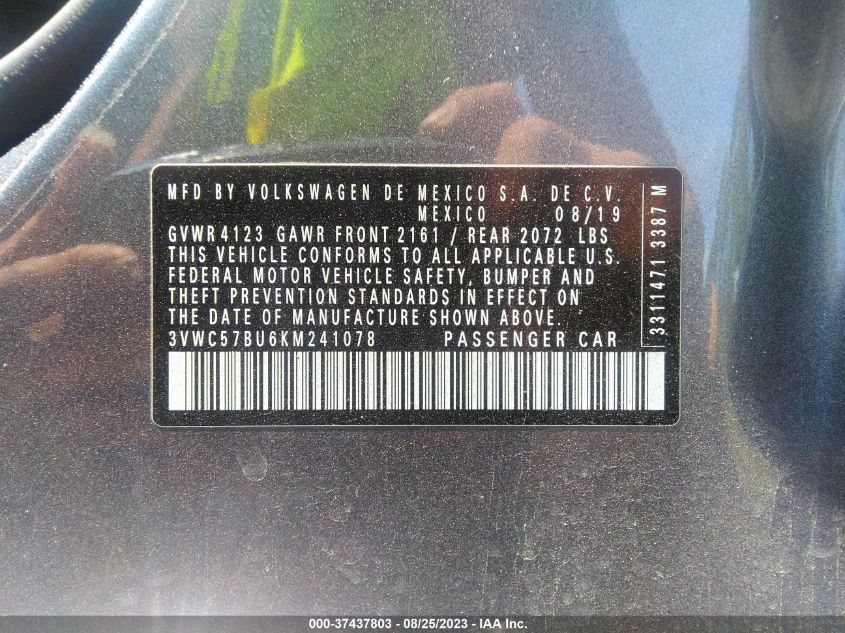 MFD BY VOLKSWAGEN DE MEXICO S.A. DE C.V.
MEXICO 08/19
GVWR 4123 GAWR FRONT 2161 / REAR 2072 LBS
THIS VEHICLE CONFORMS TO ALL APPLICABLE U.S.
FEDERAL MOTOR VEHICLE SAFETY, BUMPER AND
THEFT PREVENTION STANDARDS IN EFFECT ON
THE DATE OF MANUFACTURE SHOWN ABOVE.
3VWC57BU6KM241078 PASSENGER CAR
3311471 3387 M
000-37437803 - 08/25/2023 - IAA Inc.